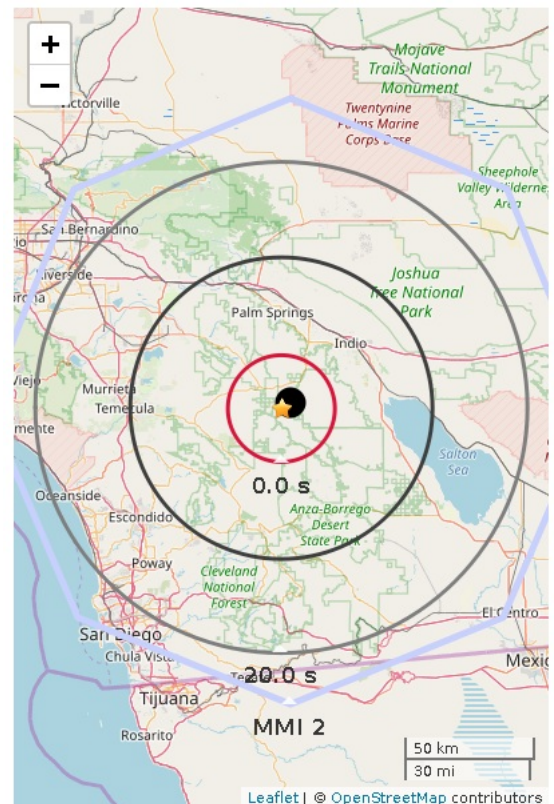 +
−
Mojave
Trails National
Monument
Victorville
Twentynine
Palms Marine
Corps Base
Sheephole
Valley Wilderness
Area
San Bernardino
Riverside
Joshua
Tree National
Park
Palm Springs
Indio
Viejo
Murrieta
Temecula
mente
Salton
Sea
0.0 s
Oceanside
Anza-Borrego
Desert
State Park
Escondido
Cleveland
National
Forest
Poway
El Centro
San Diego
Chula Vista
20.0 s
Mexic
Tijuana
MMI 2
Rosarito
50 km
30 mi
Leaflet | © OpenStreetMap contributors